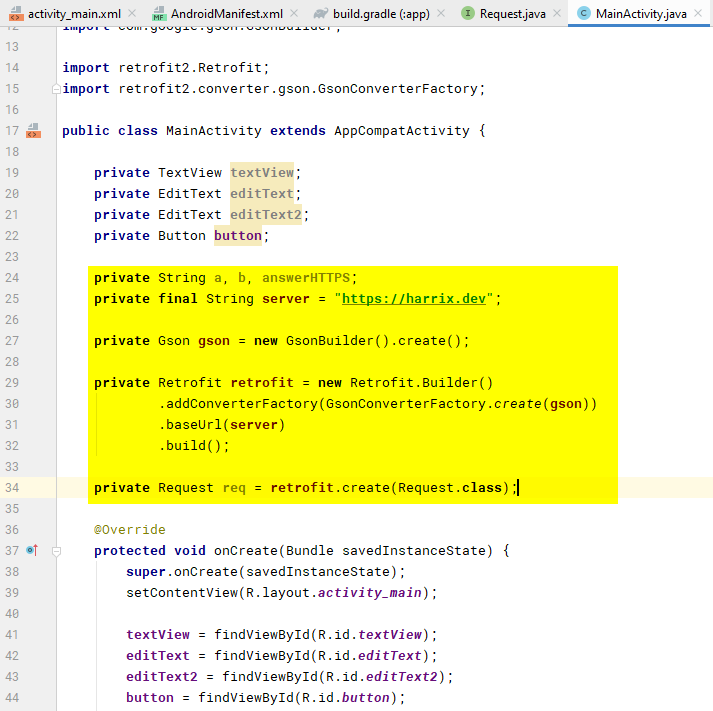 activity_main.xml AndroidManifest.xml build.gradle (:app) Request.java MainActivity.java
12 import com.google.gson.GsonBuilder;
13
14 import retrofit2.Retrofit;
15 import retrofit2.converter.gson.GsonConverterFactory;
16
17 public class MainActivity extends AppCompatActivity {
18
19 private TextView textView;
20 private EditText editText;
21 private EditText editText2;
22 private Button button;
23
24 private String a, b, answerHTTPS;
25 private final String server = "https://harrix.dev";
26
27 private Gson gson = new GsonBuilder().create();
28
29 private Retrofit retrofit = new Retrofit.Builder()
30 .addConverterFactory(GsonConverterFactory.create(gson))
31 .baseUrl(server)
32 .build();
33
34 private Request req = retrofit.create(Request.class);
35
36 @Override
37 protected void onCreate(Bundle savedInstanceState) {
38 super.onCreate(savedInstanceState);
39 setContentView(R.layout.activity_main);
40
41 textView = findViewById(R.id.textView);
42 editText = findViewById(R.id.editText);
43 editText2 = findViewById(R.id.editText2);
44 button = findViewById(R.id.button);